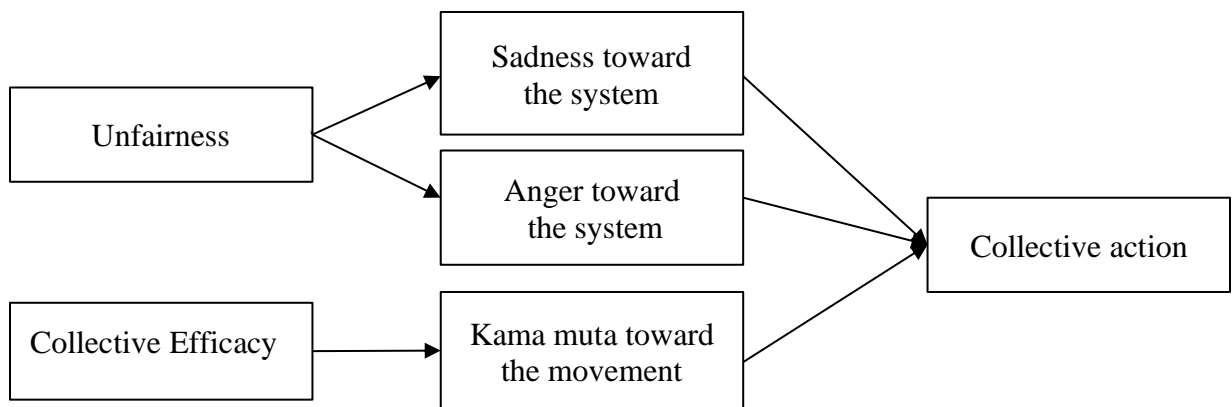 Sadness toward
the system
Unfairness
Anger toward
the system
Collective action
Collective Efficacy
Kama muta toward
the movement